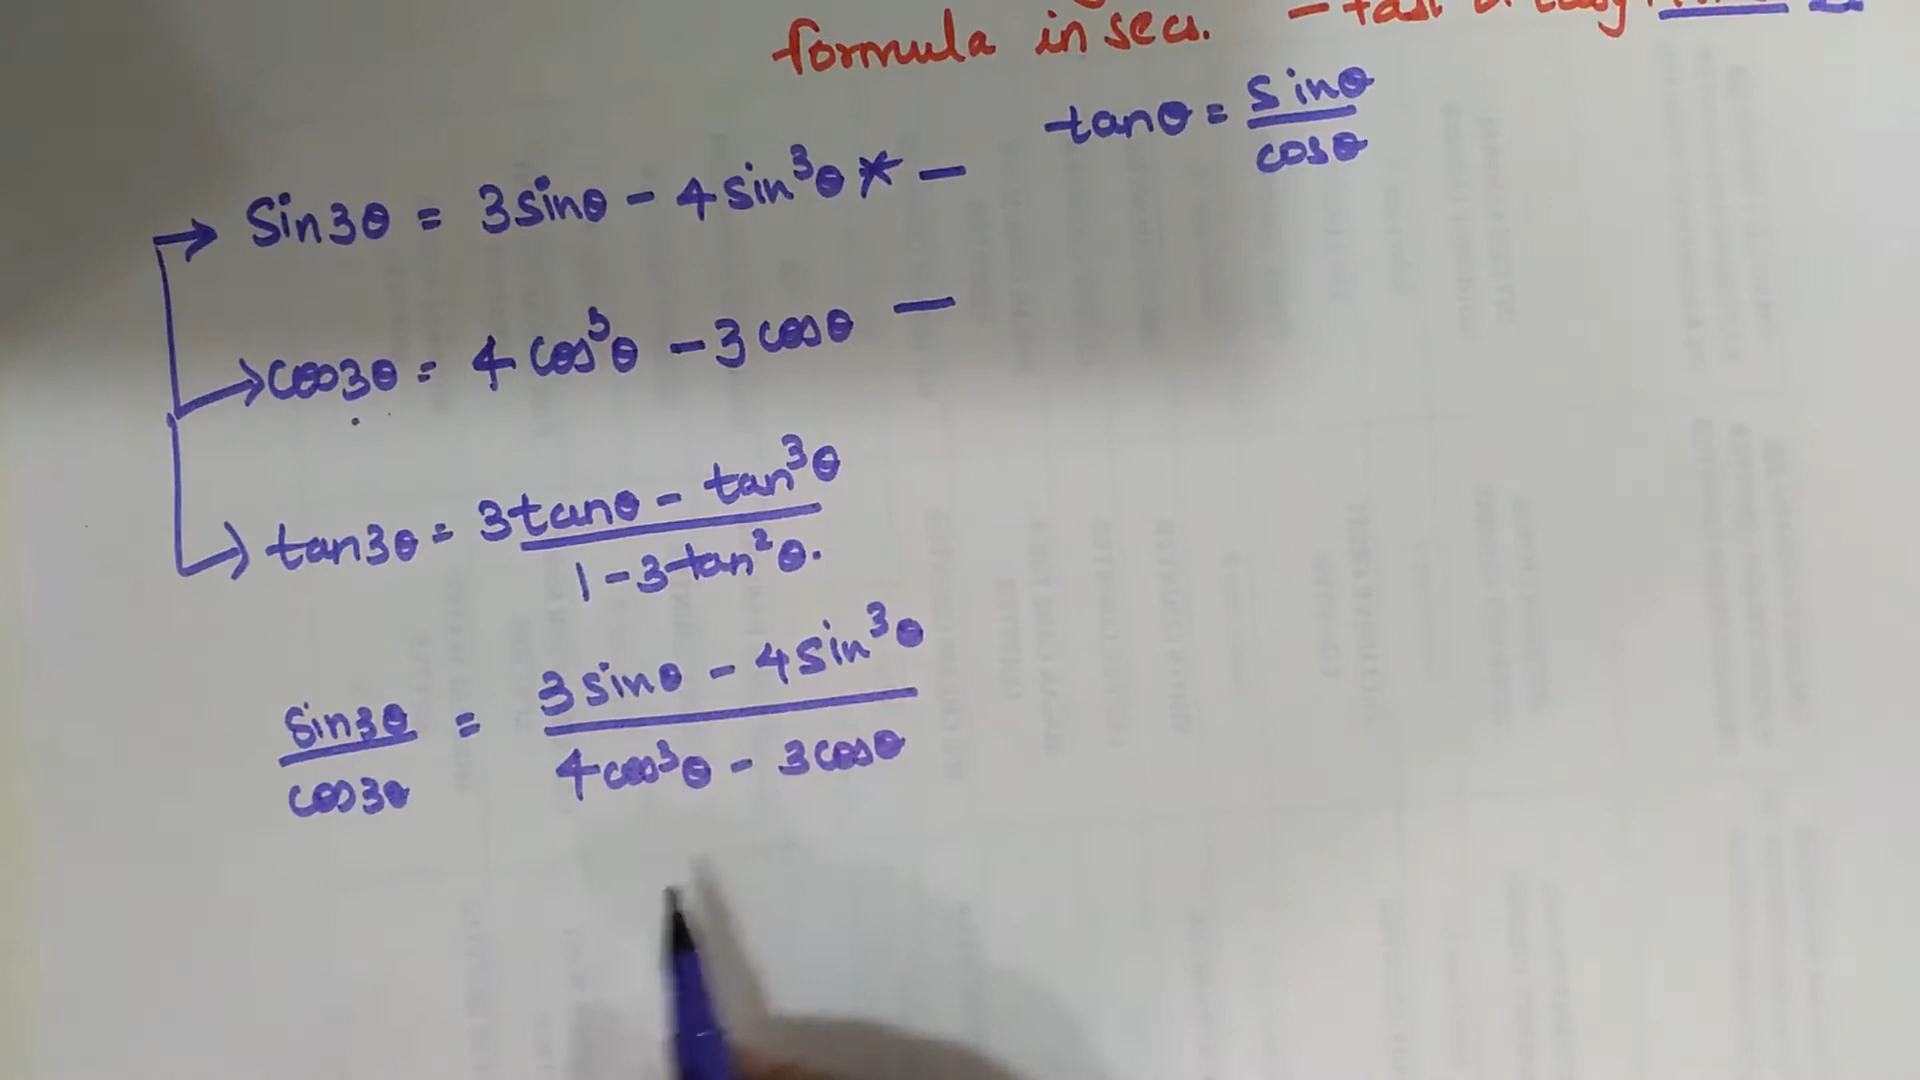 formula in secs. -
tanθ = sinθ/cosθ
Sin3θ = 3sinθ - 4sin³θ* -
cos3θ = 4cos³θ - 3cosθ -
tan3θ = 3tanθ - tan³θ / 1-3tan²θ.
Sin3θ/cos3θ = 3sinθ - 4sin³θ / 4cos³θ - 3cosθ